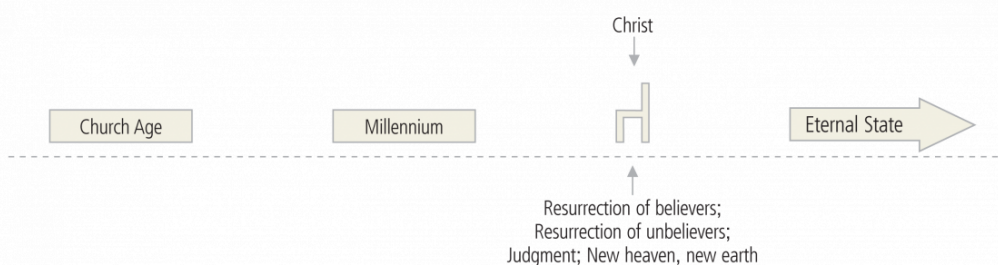 Christ
Church Age
Millennium
Eternal State
Resurrection of believers;
Resurrection of unbelievers;
Judgment; New heaven, new earth